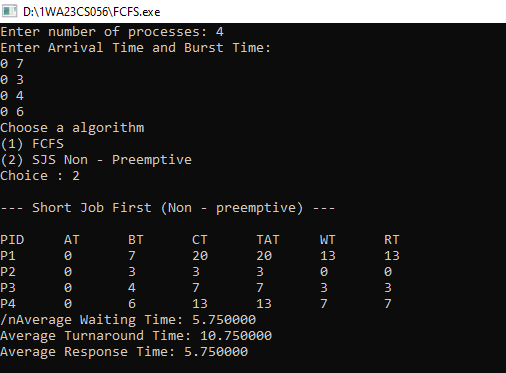 D:\1WA23CS056\FCFS.exe
Enter number of processes: 4
Enter Arrival Time and Burst Time:
0 7
0 3
0 4
0 6
Choose a algorithm
(1) FCFS
(2) SJS Non - Preemptive
Choice : 2
--- Short Job First (Non - preemptive) ---
PID AT BT CT TAT WT RT
P1 0 7 20 20 13 13
P2 0 3 3 3 0 0
P3 0 4 7 7 3 3
P4 0 6 13 13 7 7
/nAverage Waiting Time: 5.750000
Average Turnaround Time: 10.750000
Average Response Time: 5.750000